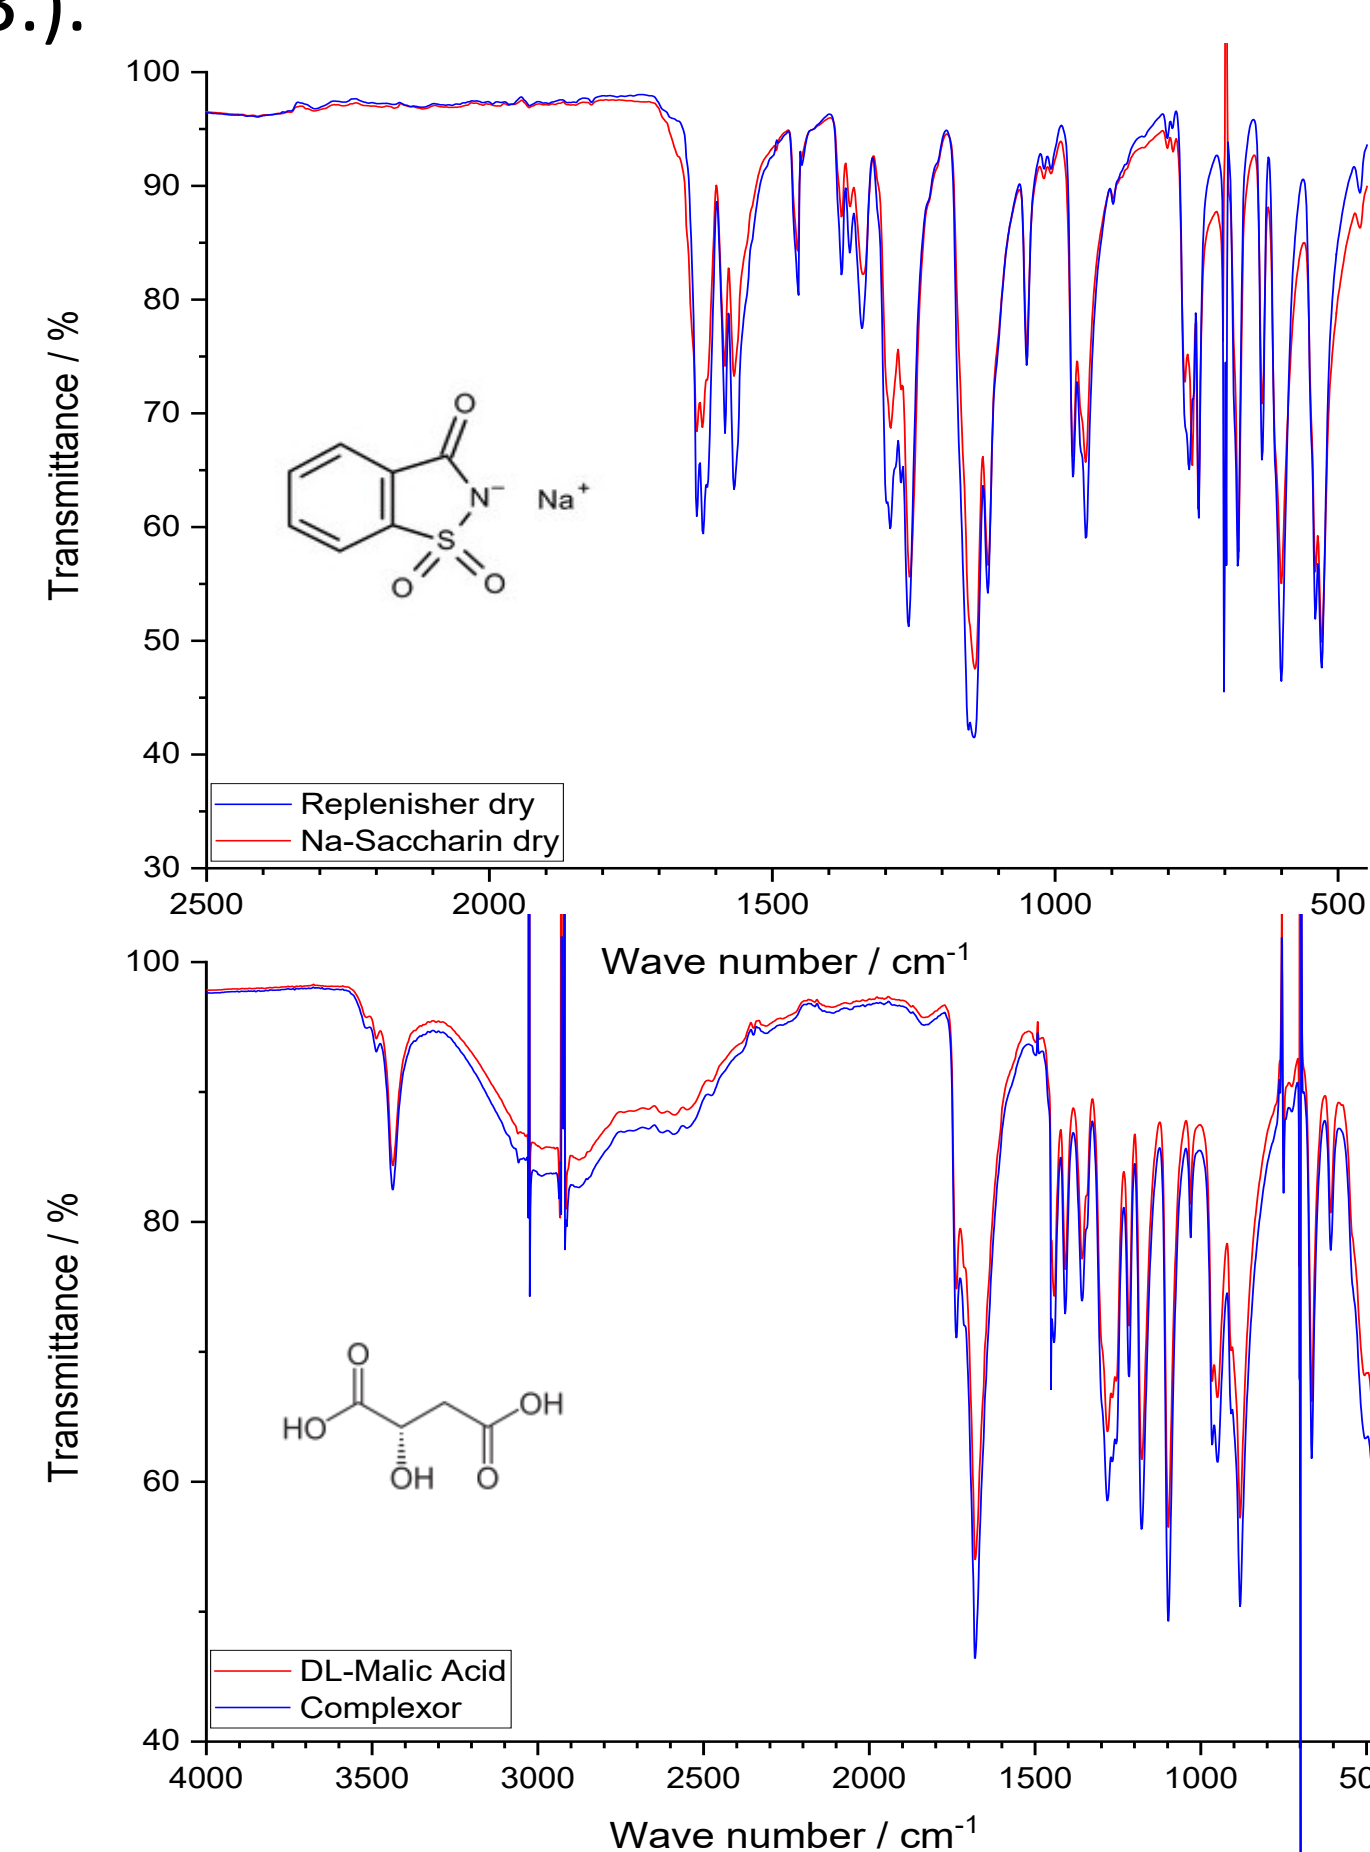 3.).
100
90
80
70
60
50
40
30
Transmittance / %
O
N⁻ Na⁺
S
O O
Replenisher dry
Na-Saccharin dry
2500 2000 1500 1000 500
Wave number / cm-1
100
80
60
40
Transmittance / %
O
HO OH
OH O
DL-Malic Acid
Complexor
4000 3500 3000 2500 2000 1500 1000 50
Wave number / cm-1